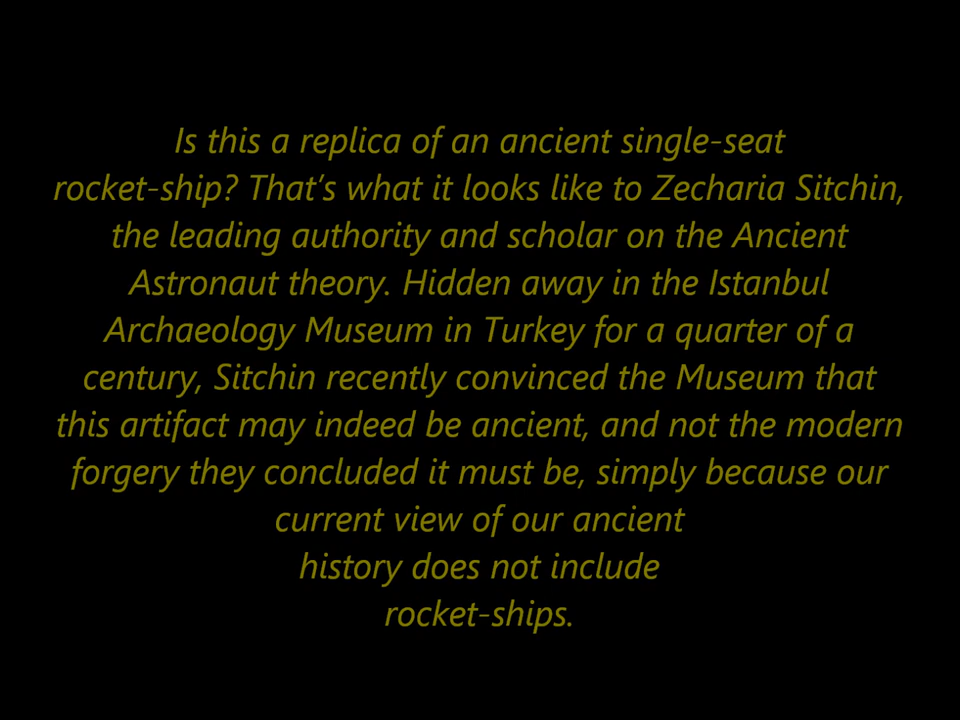 Is this a replica of an ancient single-seat
rocket-ship? That's what it looks like to Zecharia Sitchin,
the leading authority and scholar on the Ancient
Astronaut theory. Hidden away in the Istanbul
Archaeology Museum in Turkey for a quarter of a
century, Sitchin recently convinced the Museum that
this artifact may indeed be ancient, and not the modern
forgery they concluded it must be, simply because our
current view of our ancient
history does not include
rocket-ships.